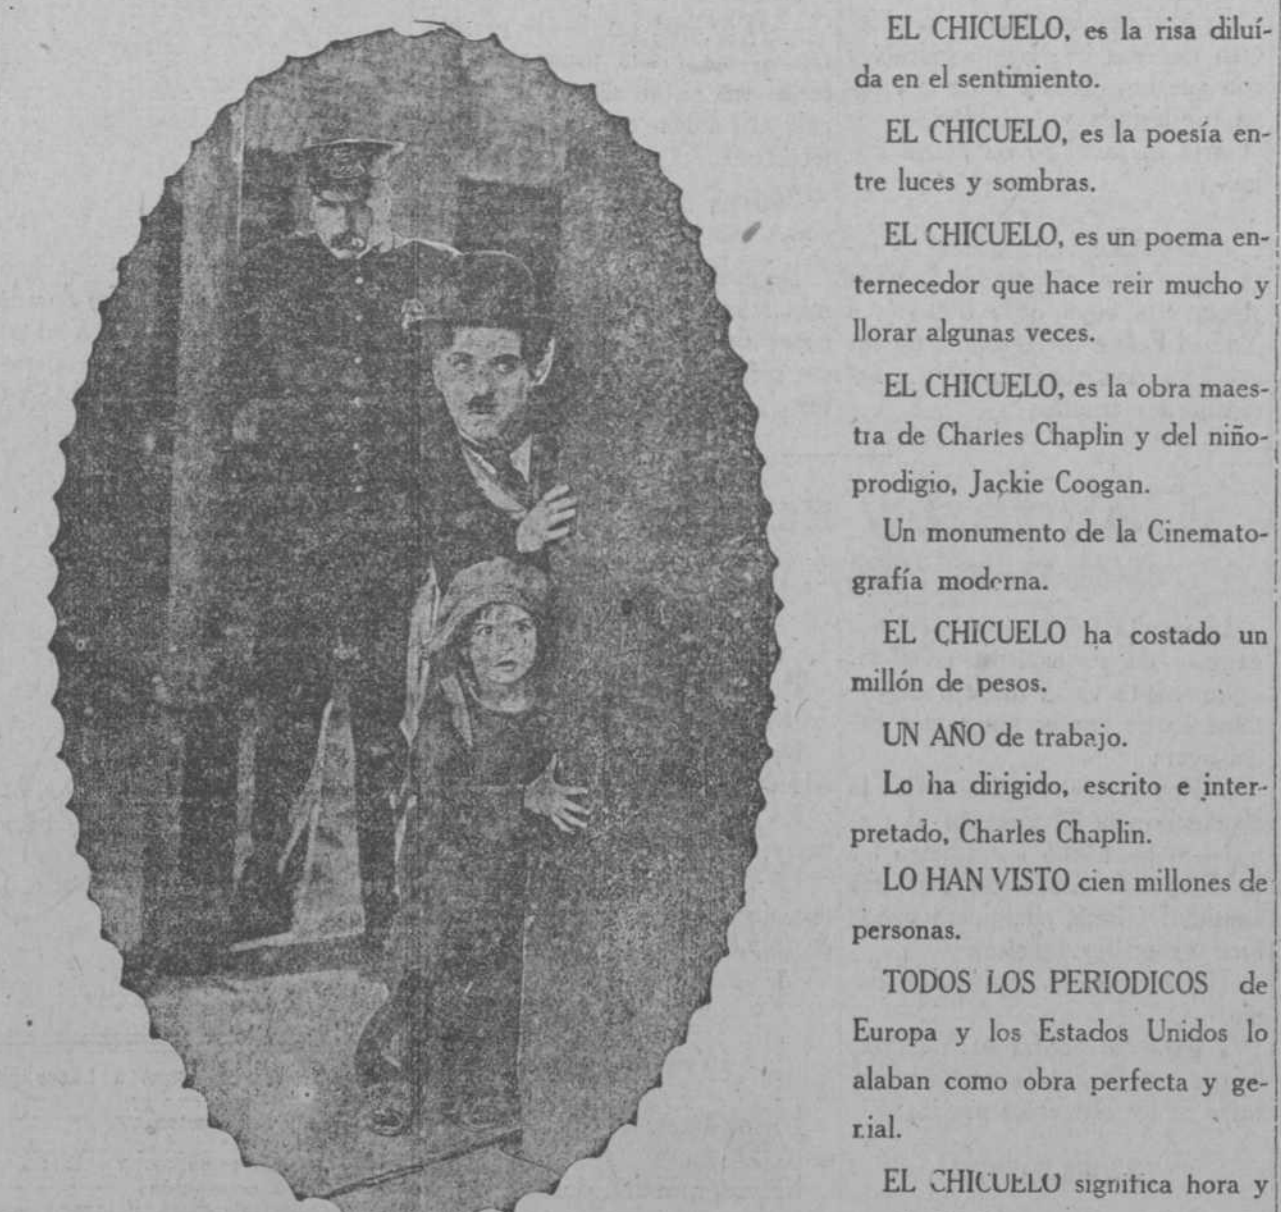 EL CHICUELO, es la risa diluí-
da en el sentimiento.
EL CHICUELO, es la poesía en-
tre luces y sombras.
EL CHICUELO, es un poema en-
ternecedor que hace reir mucho y
llorar algunas veces.
EL CHICUELO, es la obra maes-
tra de Charles Chaplin y del niño-
prodigio, Jackie Coogan.
Un monumento de la Cinemato-
grafía moderna.
EL CHICUELO ha costado un
millón de pesos.
UN AÑO de trabajo.
Lo ha dirigido, escrito e inter-
pretado, Charles Chaplin.
LO HAN VISTO cien millones de
personas.
TODOS LOS PERIODICOS de
Europa y los Estados Unidos lo
alaban como obra perfecta y ge-
nial.
EL CHICUELO significa hora y